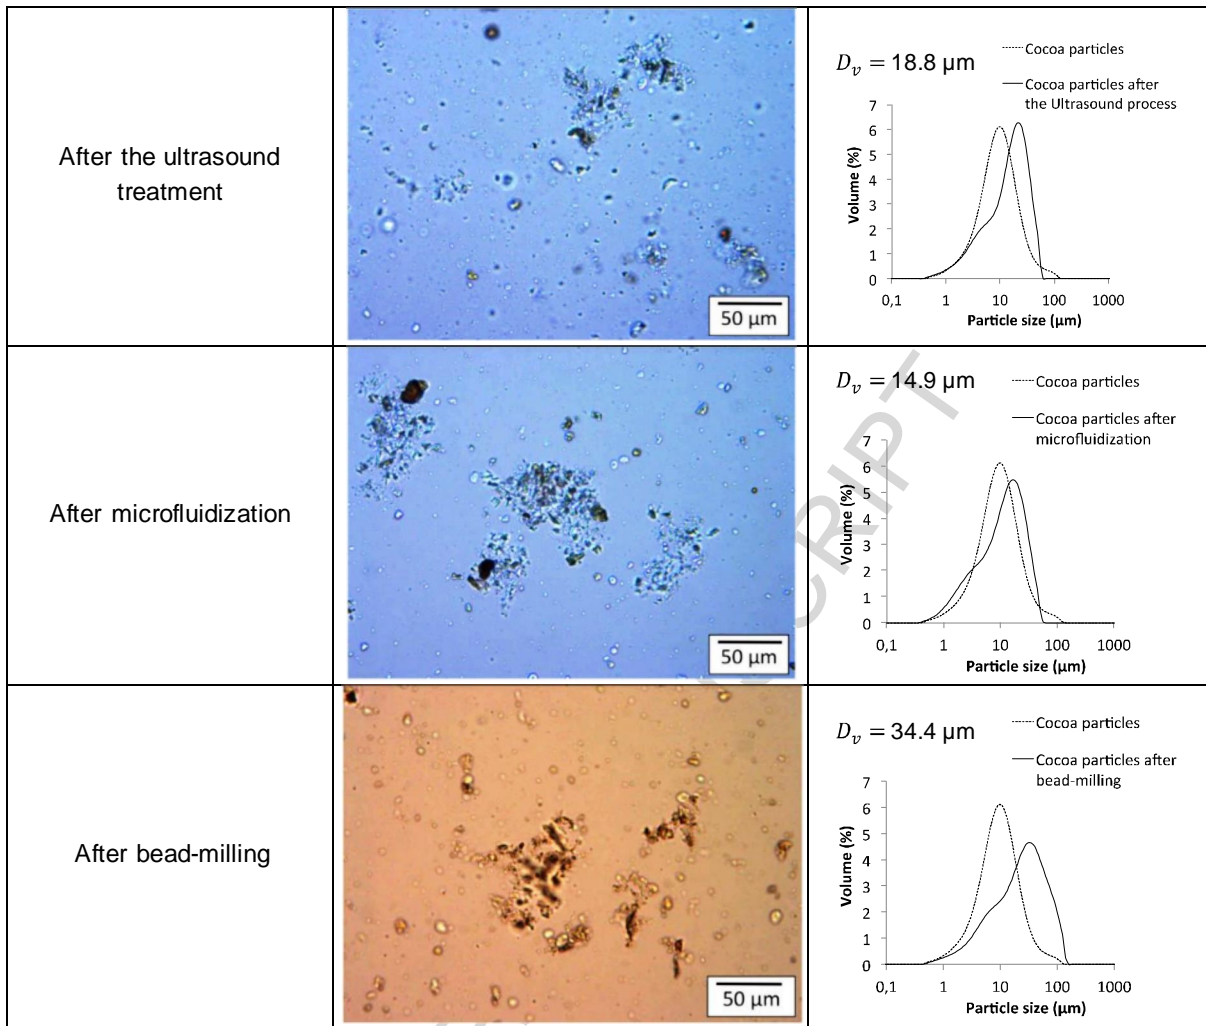 After the ultrasound
treatment
50 µm
𝐷𝑣 = 18.8 µm
Cocoa particles
Cocoa particles after
the Ultrasound process
Volume (%)
7
6
5
4
3
2
1
0
0,1 1 10 100 1000
Particle size (µm)
After microfluidization
50 µm
𝐷𝑣 = 14.9 µm
Cocoa particles
Cocoa particles after
microfluidization
Volume (%)
7
6
5
4
3
2
1
0
0,1 1 10 100 1000
Particle size (µm)
CRIPT
After bead-milling
50 µm
𝐷𝑣 = 34.4 µm
Cocoa particles
Cocoa particles after
bead-milling
Volume (%)
7
6
5
4
3
2
1
0
0,1 1 10 100 1000
Particle size (µm)